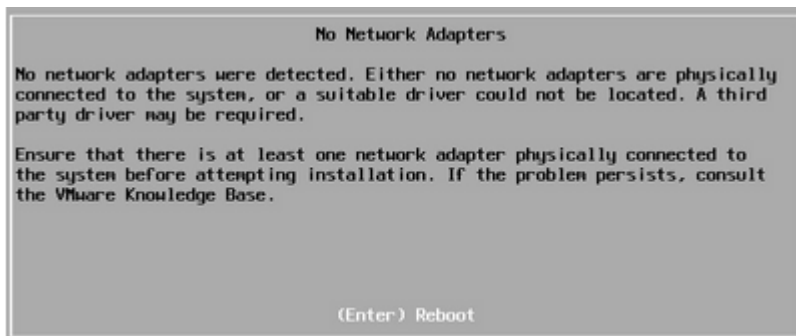 No Network Adapters
No network adapters were detected. Either no network adapters are physically
connected to the system, or a suitable driver could not be located. A third
party driver may be required.
Ensure that there is at least one network adapter physically connected to
the system before attempting installation. If the problem persists, consult
the VMware Knowledge Base.
(Enter) Reboot